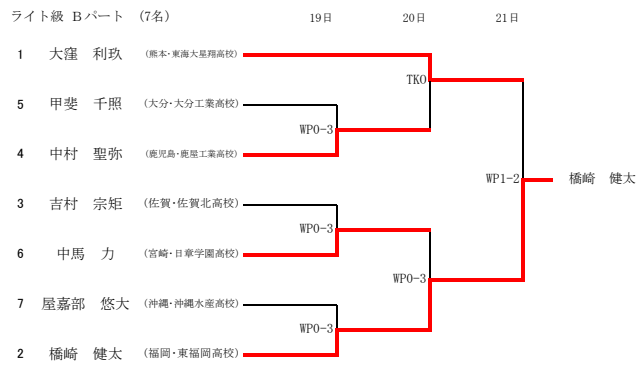 ライト級 Bパート (7名) 19日 20日 21日
1 大窪 利玖 (熊本・東海大星翔高校)
TKO
5 甲斐 千照 (大分・大分工業高校)
WP0-3
4 中村 聖弥 (鹿児島・鹿屋工業高校)
WP1-2 橋崎 健太
3 吉村 宗矩 (佐賀・佐賀北高校)
WP0-3
6 中馬 力 (宮崎・日章学園高校)
WP0-3
7 屋嘉部 悠大 (沖縄・沖縄水産高校)
WP0-3
2 橋崎 健太 (福岡・東福岡高校)